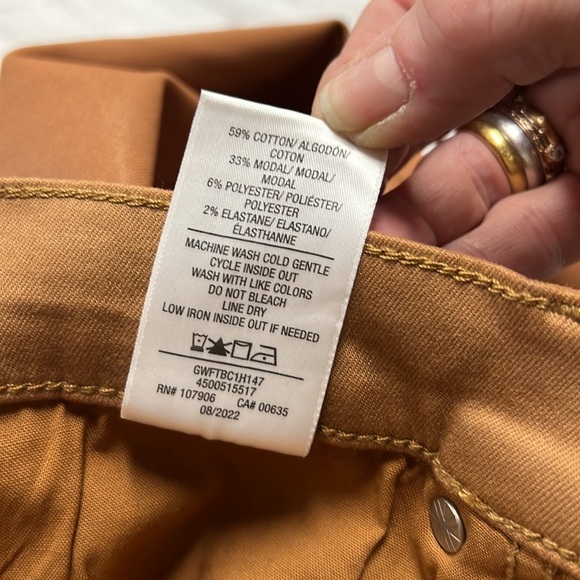 59% COTTON/ ALGODÓN/
COTON
33% MODAL/ MODAL/
MODAL
6% POLYESTER/ POLIÉSTER/
POLYESTER
2% ELASTANE/ ELASTANO/
ÉLASTHANNE
MACHINE WASH COLD GENTLE
CYCLE INSIDE OUT
WASH WITH LIKE COLORS
DO NOT BLEACH
LINE DRY
LOW IRON INSIDE OUT IF NEEDED
GWFTBC1H147
4500515517
RN# 107906 CA# 00635
08/2022